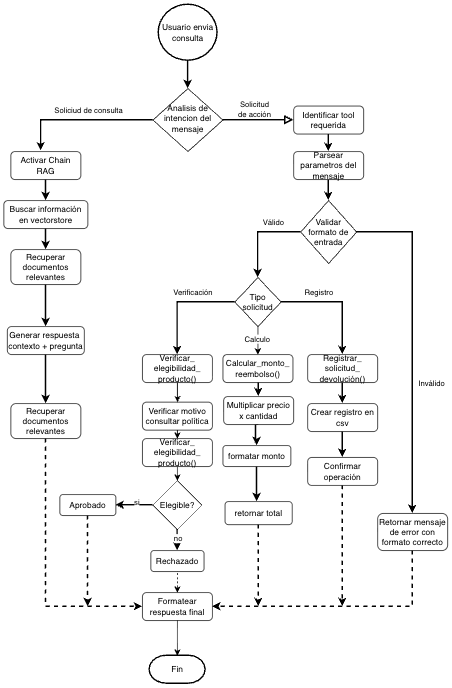 Usuario envia
consulta
Analisis de
intencion del
mensaje
Soliciud de consulta
Solicitud
de acción
Identificar tool
requerida
Parsear
parametros del
mensaje
Validar
formato de
entrada
Válido
Inválido
Activar Chain
RAG
Buscar información
en vectorstore
Recuperar
documentos
relevantes
Generar respuesta
contexto + pregunta
Recuperar
documentos
relevantes
Tipo
solicitud
Verificación
Calculo
Registro
Verificar_
elegibilidad_
producto()
Verificar motivo
consultar politica
Verificar_
elegibilidad_
producto()
Elegible?
si
no
Aprobado
Rechazado
Calcular_monto_
reembolso()
Multiplicar precio
x cantidad
formatar monto
retornar total
Registrar_
solicitud_
devolución()
Crear registro en
csv
Confirmar
operación
Retornar mensaje
de error con
formato correcto
Formatear
respuesta final
Fin